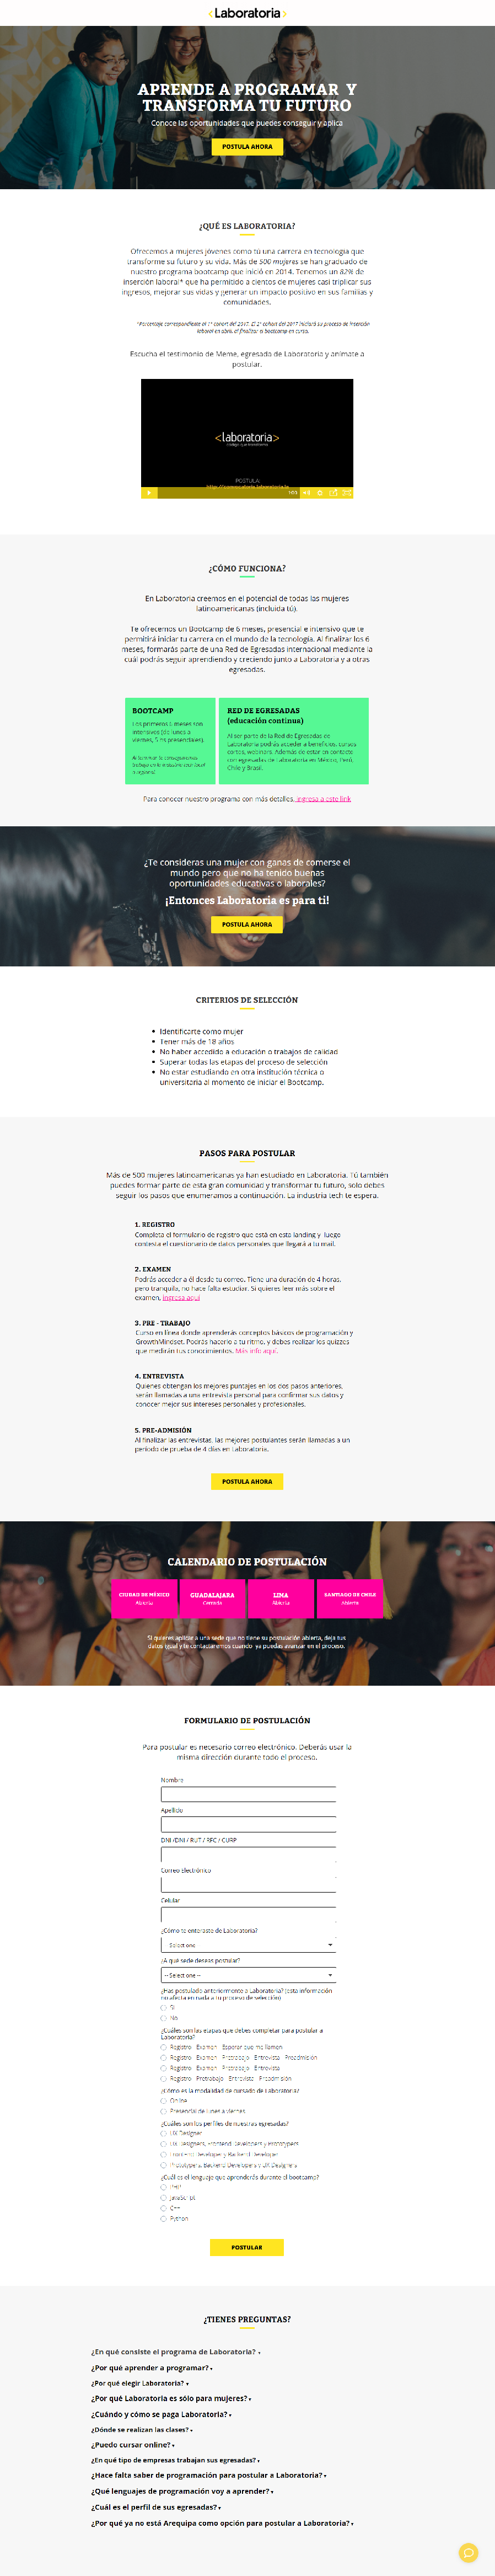 <Laboratoria>
APRENDE A PROGRAMAR Y
TRANSFORMA TU FUTURO
Conoce las oportunidades que puedes conseguir y aplica
POSTULA AHORA
¿QUÉ ES LABORATORIA?
Ofrecemos a mujeres jóvenes como tú una carrera en tecnología que
transforme su futuro y su vida. Más de 500 mujeres se han graduado de
nuestro programa bootcamp que inició en 2014. Tenemos un 82% de
inserción laboral* que ha permitido a cientos de mujeres casi triplicar sus
ingresos, mejorar sus vidas y generar un impacto positivo en sus familias y
comunidades.
*Porcentaje correspondiente al 1º cohort del 2017. El 2º cohort del 2017 iniciará su proceso de inserción
laboral en abril, al finalizar el bootcamp en curso.
Escucha el testimonio de Meme, egresada de Laboratoria y anímate a
postular.
<laboratoria>
código que transforma
POSTULA:
¿CÓMO FUNCIONA?
En Laboratoria creemos en el potencial de todas las mujeres
latinoamericanas (incluida tú).
Te ofrecemos un Bootcamp de 6 meses, presencial e intensivo que te
permitirá iniciar tu carrera en el mundo de la tecnología. Al finalizar los 6
meses, formarás parte de una Red de Egresadas internacional mediante la
cuál podrás seguir aprendiendo y creciendo junto a Laboratoria y a otras
egresadas.
BOOTCAMP
Los primeros 6 meses son
intensivos (de lunes a
viernes, 5 hs presenciales).
RED DE EGRESADAS
(educación continua)
Al ser parte de la Red de Egresadas de
Laboratoria podrás acceder a beneficios, cursos
cortos, webinars. Además de estar en contacto
con egresadas de Laboratoria en México, Perú,
Chile y Brasil.
Para conocer nuestro programa con más detalles, ingresa a este link
¿Te consideras una mujer con ganas de comerse el
mundo pero que no ha tenido buenas
oportunidades educativas o laborales?
¡Entonces Laboratoria es para ti!
POSTULA AHORA
CRITERIOS DE SELECCIÓN
• Identificarte como mujer
• Tener más de 18 años
• No haber accedido a educación o trabajos de calidad
• Superar todas las etapas del proceso de selección
• No estar estudiando en otra institución técnica o
universitaria al momento de iniciar el Bootcamp.
PASOS PARA POSTULAR
Más de 500 mujeres latinoamericanas ya han estudiado en Laboratoria. Tú también
puedes formar parte de esta gran comunidad y transformar tu futuro, solo debes
seguir los pasos que enumeramos a continuación. La industria tech te espera.
1. REGISTRO
Completa el formulario de registro que está en esta landing y luego
contesta el cuestionario de datos personales que llegará a tu mail.
2. EXAMEN
Podrás acceder a él desde tu correo. Tiene una duración de 4 horas,
pero tranquila, no hace falta estudiar. Si quieres leer más sobre el
examen, ingresa aquí
3. PRE - TRABAJO
Curso en línea donde aprenderás conceptos básicos de programación y
GrowthMindset. Podrás hacerlo a tu ritmo, y debes realizar los quizzes
que medirán tus conocimientos. Más info aquí.
4. ENTREVISTA
Quienes obtengan los mejores puntajes en los dos pasos anteriores,
serán llamadas a una entrevista personal para confirmar sus datos y
conocer mejor sus intereses personales y profesionales.
5. PRE-ADMISIÓN
Al finalizar las entrevistas, las mejores postulantes serán llamadas a un
período de prueba de 4 días en Laboratoria.
POSTULA AHORA
CALENDARIO DE POSTULACIÓN
CIUDAD DE MÉXICO
Abierta
GUADALAJARA
Cerrada
LIMA
Abierta
SANTIAGO DE CHILE
Abierta
Si quieres aplicar a una sede que no tiene su postulación abierta, deja tus
datos igual y te contactaremos cuando ya puedas avanzar en el proceso.
FORMULARIO DE POSTULACIÓN
Para postular es necesario correo electrónico. Deberás usar la
misma dirección durante todo el proceso.
Nombre
Apellido
DNI /DNI / RUT / RFC / CURP
Correo Electrónico
Celular
¿Cómo te enteraste de Laboratoria?
Select one
¿A qué sede deseas postular?
-- Select one --
¿Has postulado anteriormente a Laboratoria? (esta información
no afecta en nada a tu proceso de selección)
Si
No
¿Cuáles son las etapas que debes completar para postular a
Laboratoria?
Registro Examen Esperar que me llamen
Registro Examen Pretrabajo Entrevista Preadmisión
Registro Examen Pretrabajo Entrevista
Registro Pretrabajo Entrevista Preadmisión
¿Cómo es la modalidad de cursado de Laboratoria?
Online
Presencial de lunes a viernes
¿Cuáles son los perfiles de nuestras egresadas?
UX Designer
UX Designers, Frontend Developers y Prototypers
Front End Developer y Backend Developer
Prototypers, Backend Developers y UX Designers
¿Cuál es el lenguaje que aprenderás durante el bootcamp?
PHP
JavaScript
C++
Python
POSTULAR
¿TIENES PREGUNTAS?
¿En qué consiste el programa de Laboratoria?
¿Por qué aprender a programar?
¿Por qué elegir Laboratoria?
¿Por qué Laboratoria es sólo para mujeres?
¿Cuándo y cómo se paga Laboratoria?
¿Dónde se realizan las clases?
¿Puedo cursar online?
¿En qué tipo de empresas trabajan sus egresadas?
¿Hace falta saber de programación para postular a Laboratoria?
¿Qué lenguajes de programación voy a aprender?
¿Cuál es el perfil de sus egresadas?
¿Por qué ya no está Arequipa como opción para postular a Laboratoria?